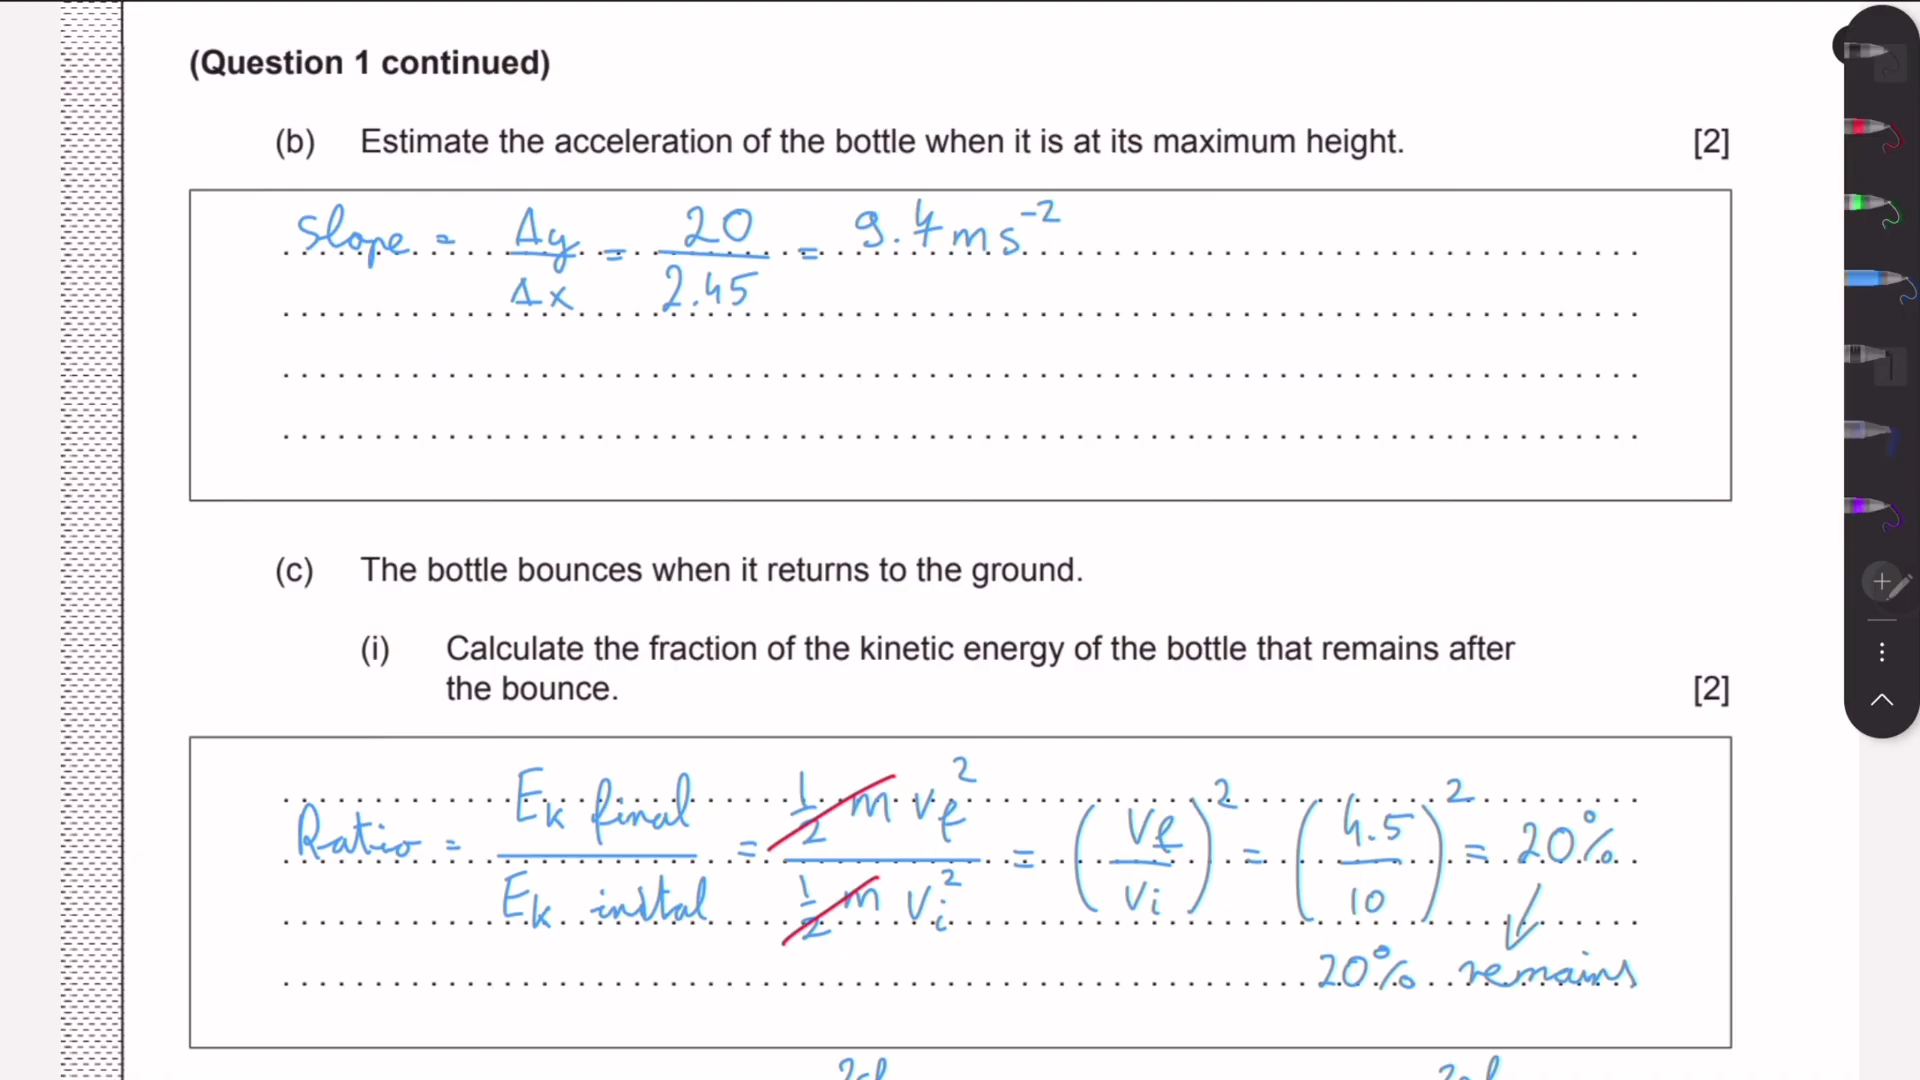 (Question 1 continued)
(b) Estimate the acceleration of the bottle when it is at its maximum height. [2]
Slope = Δy/Δx = 20/2.45 = 9.4 ms⁻²
(c) The bottle bounces when it returns to the ground.
(i) Calculate the fraction of the kinetic energy of the bottle that remains after
the bounce. [2]
Ratio = Ek final / Ek inital = ½ m vf² / ½ m vi² = (vf/vi)² = (4.5/10)² = 20%
20% remains